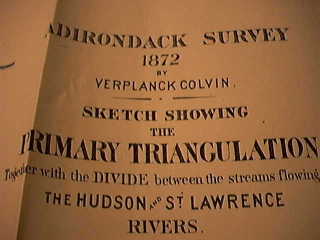 ADIRONDACK SURVEY
1872
BY
VERPLANCK COLVIN.
SKETCH SHOWING
THE
PRIMARY TRIANGULATION
Together with the DIVIDE between the streams flowing
THE HUDSON AND ST LAWRENCE
RIVERS.